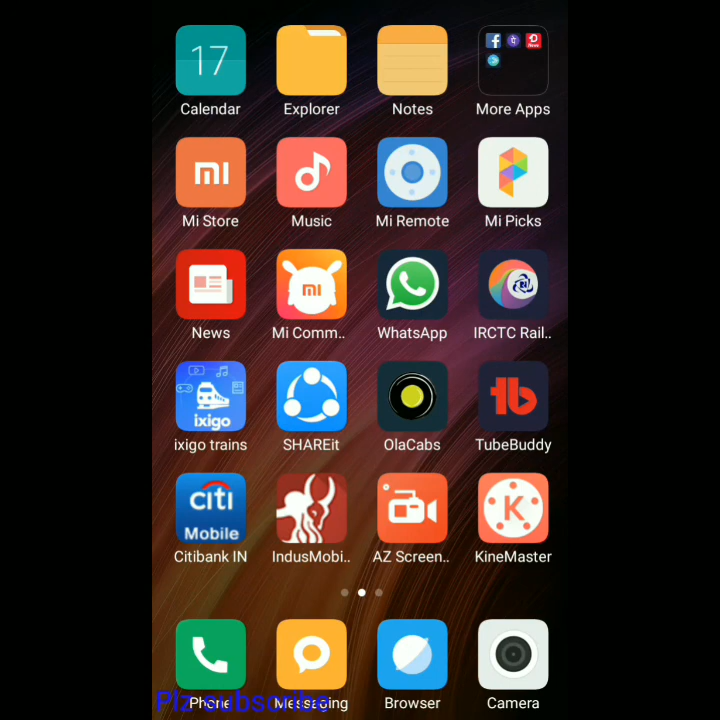 17
Calendar Explorer Notes More Apps
mi
Mi Store Music Mi Remote Mi Picks
mi
News Mi Comm.. WhatsApp IRCTC Rail..
ixigo
ixigo trains SHAREit OlaCabs TubeBuddy
citi
Mobile
K
Citibank IN IndusMobi.. AZ Screen.. KineMaster
Phone Messaging Browser Camera
Plz subscribe